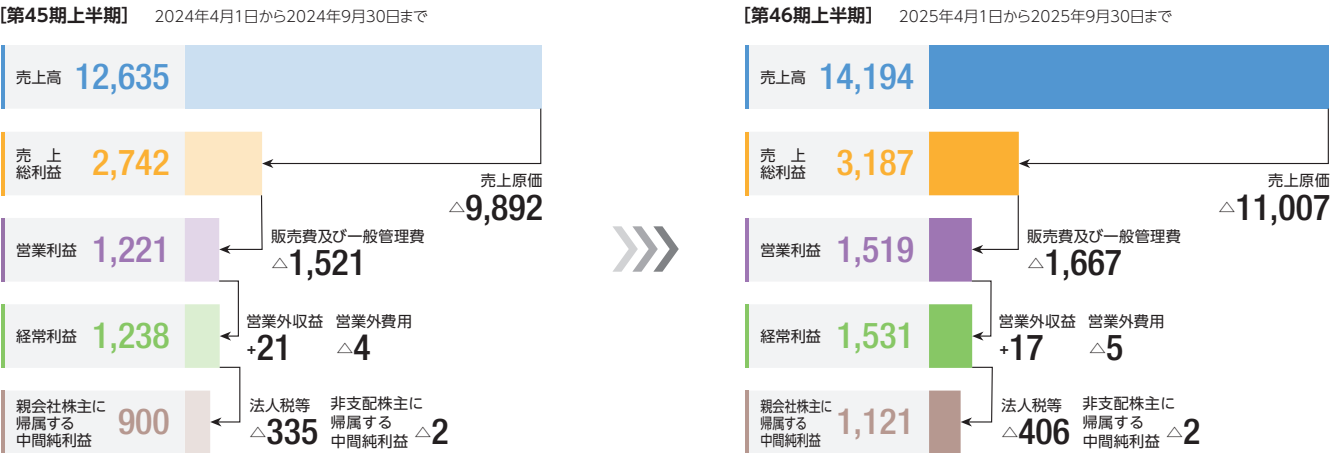 [第45期上半期] 2024年4月1日から2024年9月30日まで
売上高 12,635
売　上
総利益 2,742
売上原価
△9,892
営業利益 1,221
販売費及び一般管理費
△1,521
経常利益 1,238
営業外収益 営業外費用
+21 △4
親会社株主に
帰属する
中間純利益 900
法人税等
△335
非支配株主に
帰属する
中間純利益 △2
[第46期上半期] 2025年4月1日から2025年9月30日まで
売上高 14,194
売　上
総利益 3,187
売上原価
△11,007
営業利益 1,519
販売費及び一般管理費
△1,667
経常利益 1,531
営業外収益 営業外費用
+17 △5
親会社株主に
帰属する
中間純利益 1,121
法人税等
△406
非支配株主に
帰属する
中間純利益 △2